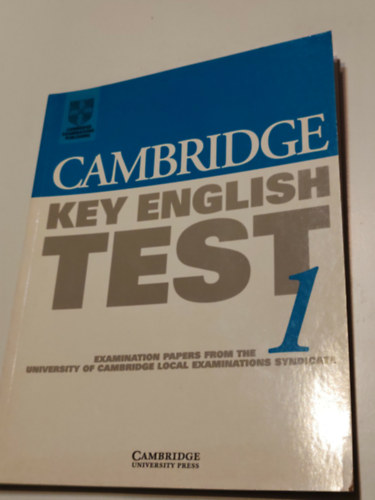 CAMBRIDGE
KEY ENGLISH
TEST
1
EXAMINATION PAPERS FROM THE
UNIVERSITY OF CAMBRIDGE LOCAL EXAMINATIONS SYNDICATE
CAMBRIDGE
UNIVERSITY PRESS